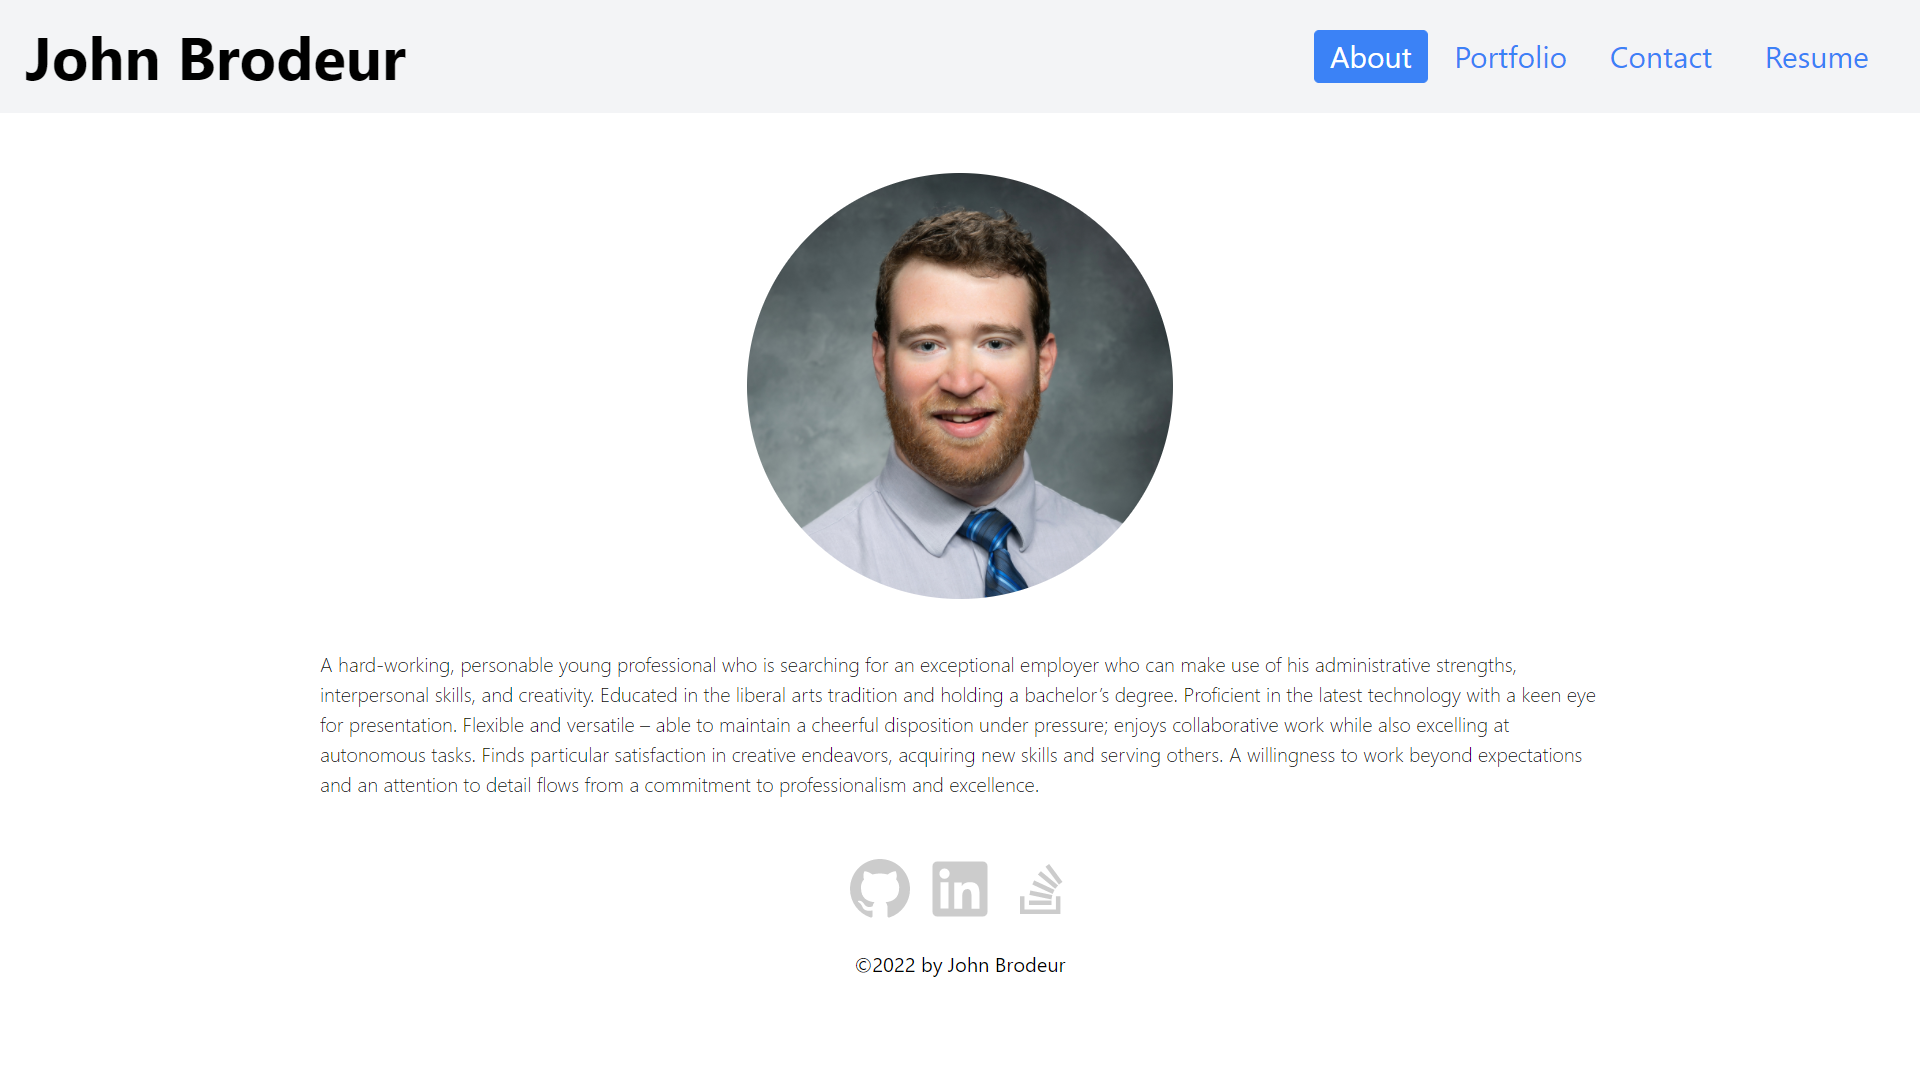 John Brodeur
About Portfolio Contact Resume
A hard-working, personable young professional who is searching for an exceptional employer who can make use of his administrative strengths,
interpersonal skills, and creativity. Educated in the liberal arts tradition and holding a bachelor’s degree. Proficient in the latest technology with a keen eye
for presentation. Flexible and versatile – able to maintain a cheerful disposition under pressure; enjoys collaborative work while also excelling at
autonomous tasks. Finds particular satisfaction in creative endeavors, acquiring new skills and serving others. A willingness to work beyond expectations
and an attention to detail flows from a commitment to professionalism and excellence.
in
©2022 by John Brodeur